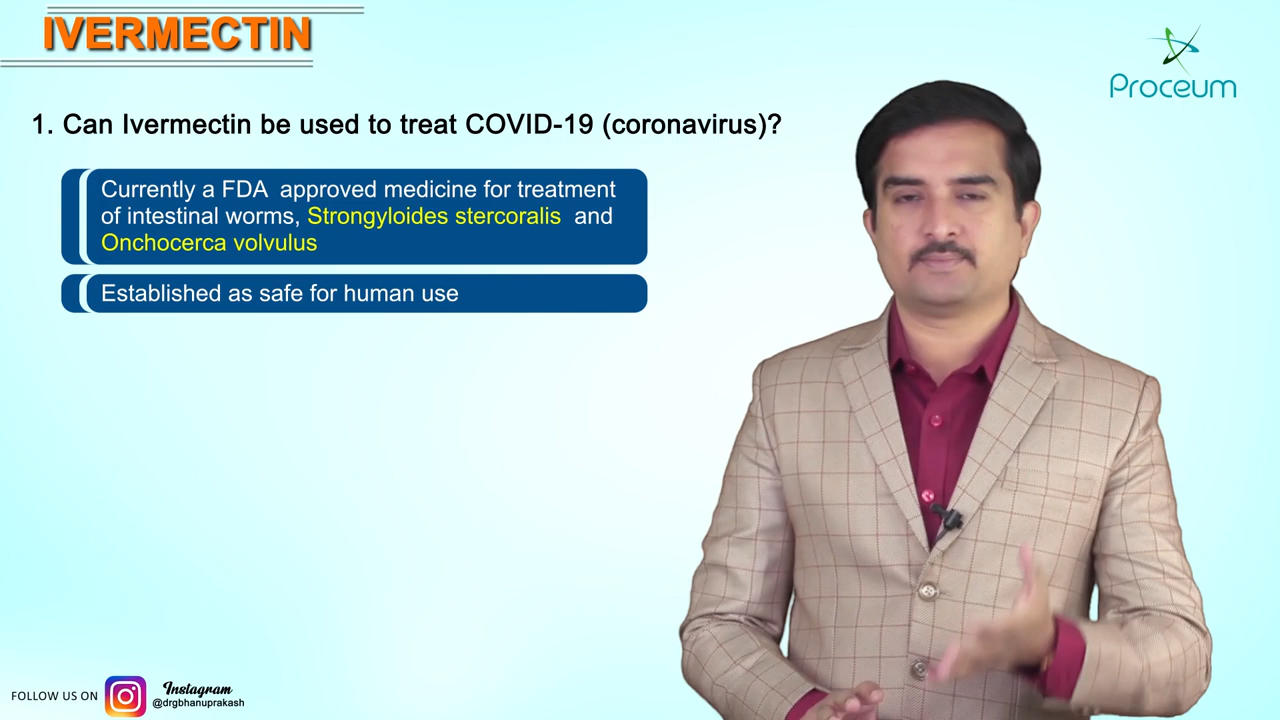 IVERMECTIN
Proceum
1. Can Ivermectin be used to treat COVID-19 (coronavirus)?
Currently a FDA approved medicine for treatment
of intestinal worms, Strongyloides stercoralis and
Onchocerca volvulus
Established as safe for human use
FOLLOW US ON
Instagram
@drgbhanuprakash